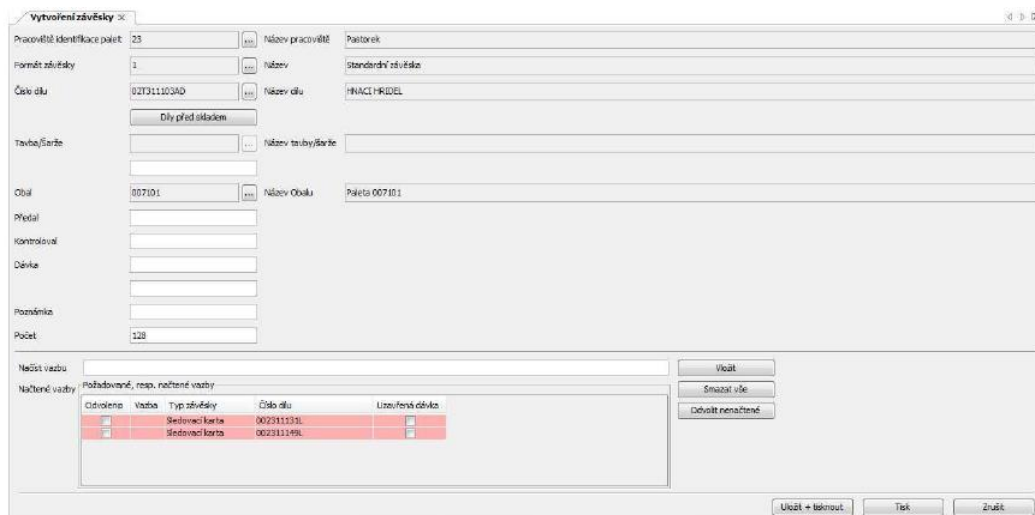 Vytvoření závěsky
Pracoviště identifikace palet 23 ... Název pracoviště Pastorek
Formát závěsky 1 ... Název Standardní závěska
Číslo dílu 02T311103AD ... Název dílu HNACI HRIDEL
Díly před skladem
Tavba/Šarže ... Název tavby/šarže
Obal 007101 ... Název Obalu Paleta 007101
Předal
Kontroloval
Dávka
Poznámka
Počet 128
Načíst vazbu Vložit
Načtené vazby Požadované, resp. načtené vazby Smazat vše
Odvoleno Vazba Typ závěsky Číslo dílu Uzavřená dávka Odvolit nenačtené
Sledovací karta 002311131L
Sledovací karta 002311149L
Uložit + tisknout Tisk Zrušit